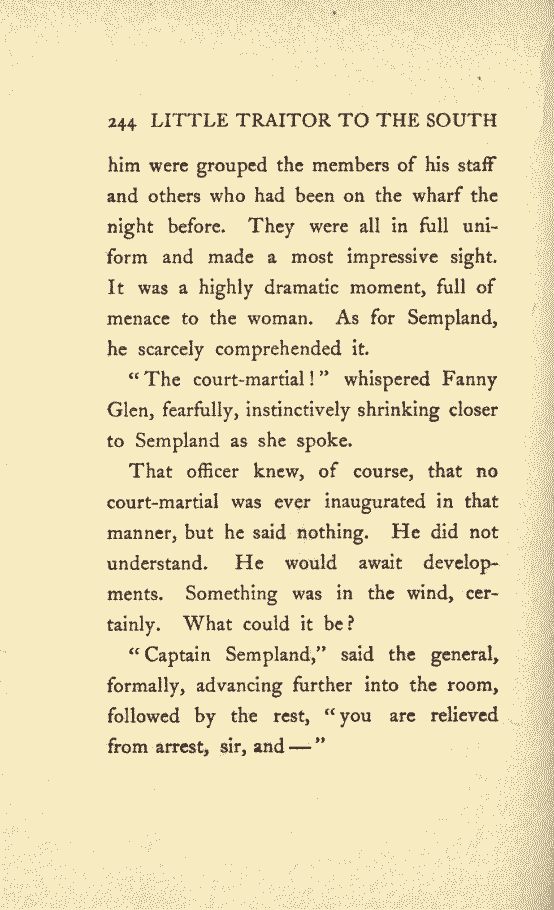 244 LITTLE TRAITOR TO THE SOUTH
him were grouped the members of his staff
and others who had been on the wharf the
night before. They were all in full uni-
form and made a most impressive sight.
It was a highly dramatic moment, full of
menace to the woman. As for Sempland,
he scarcely comprehended it.
“The court-martial!” whispered Fanny
Glen, fearfully, instinctively shrinking closer
to Sempland as she spoke.
That officer knew, of course, that no
court-martial was ever inaugurated in that
manner, but he said nothing. He did not
understand. He would await develop-
ments. Something was in the wind, cer-
tainly. What could it be?
“Captain Sempland,” said the general,
formally, advancing further into the room,
followed by the rest, “you are relieved
from arrest, sir, and—”